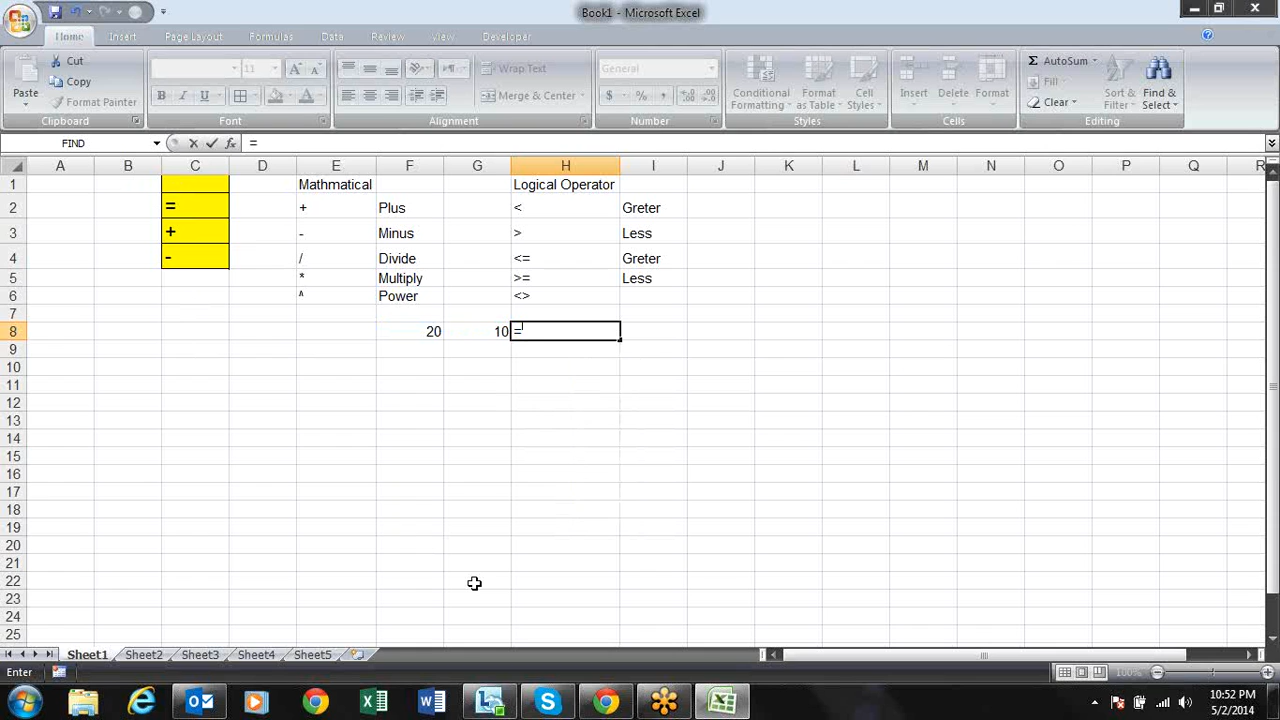 Book1 - Microsoft Excel
Home Insert Page Layout Formulas Data Review View Developer
Paste Cut Copy Format Painter
11 A A
B I U
Wrap Text
Merge & Center
General
$ % ,
Conditional Formatting Format as Table Cell Styles
Insert Delete Format
Σ AutoSum Fill Clear
Sort & Filter Find & Select
Clipboard Font Alignment Number Styles Cells Editing
FIND fx =
A B C D E F G H I J K L M N O P Q R
1 Mathmatical Logical Operator
2 = + Plus < Greter
3 + - Minus > Less
4 - / Divide <= Greter
5 * Multiply >= Less
6 ^ Power <>
7
8 20 10 =
9
10
11
12
13
14
15
16
17
18
19
20
21
22
23
24
25
Sheet1 Sheet2 Sheet3 Sheet4 Sheet5
Enter 100%
10:52 PM
5/2/2014